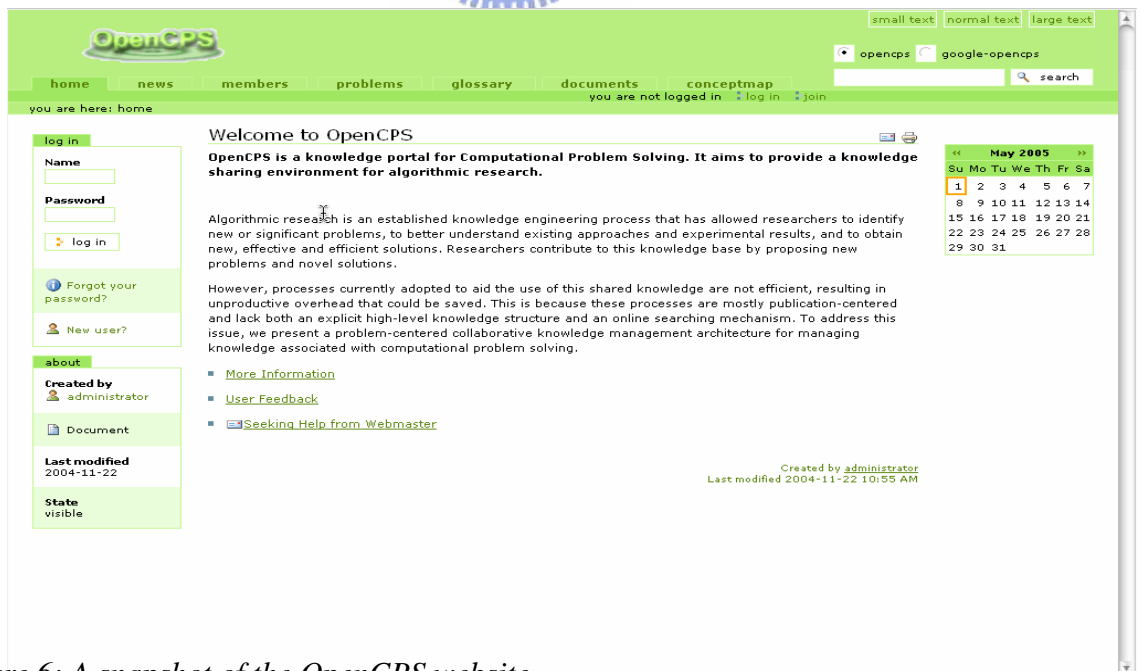 small text normal text large text
OpenCPS
opencps google-opencps
search
home news members problems glossary documents conceptmap
you are not logged in log in join
you are here: home
log in
Name
Password
log in
Forgot your
password?
New user?
about
Created by
administrator
Document
Last modified
2004-11-22
State
visible
Welcome to OpenCPS
OpenCPS is a knowledge portal for Computational Problem Solving. It aims to provide a knowledge
sharing environment for algorithmic research.
Algorithmic research is an established knowledge engineering process that has allowed researchers to identify
new or significant problems, to better understand existing approaches and experimental results, and to obtain
new, effective and efficient solutions. Researchers contribute to this knowledge base by proposing new
problems and novel solutions.
However, processes currently adopted to aid the use of this shared knowledge are not efficient, resulting in
unproductive overhead that could be saved. This is because these processes are mostly publication-centered
and lack both an explicit high-level knowledge structure and an online searching mechanism. To address this
issue, we present a problem-centered collaborative knowledge management architecture for managing
knowledge associated with computational problem solving.
More Information
User Feedback
Seeking Help from Webmaster
Created by administrator
Last modified 2004-11-22 10:55 AM
« May 2005 »
Su Mo Tu We Th Fr Sa
1 2 3 4 5 6 7
8 9 10 11 12 13 14
15 16 17 18 19 20 21
22 23 24 25 26 27 28
29 30 31
6: A snapshot of the OpenCPS website